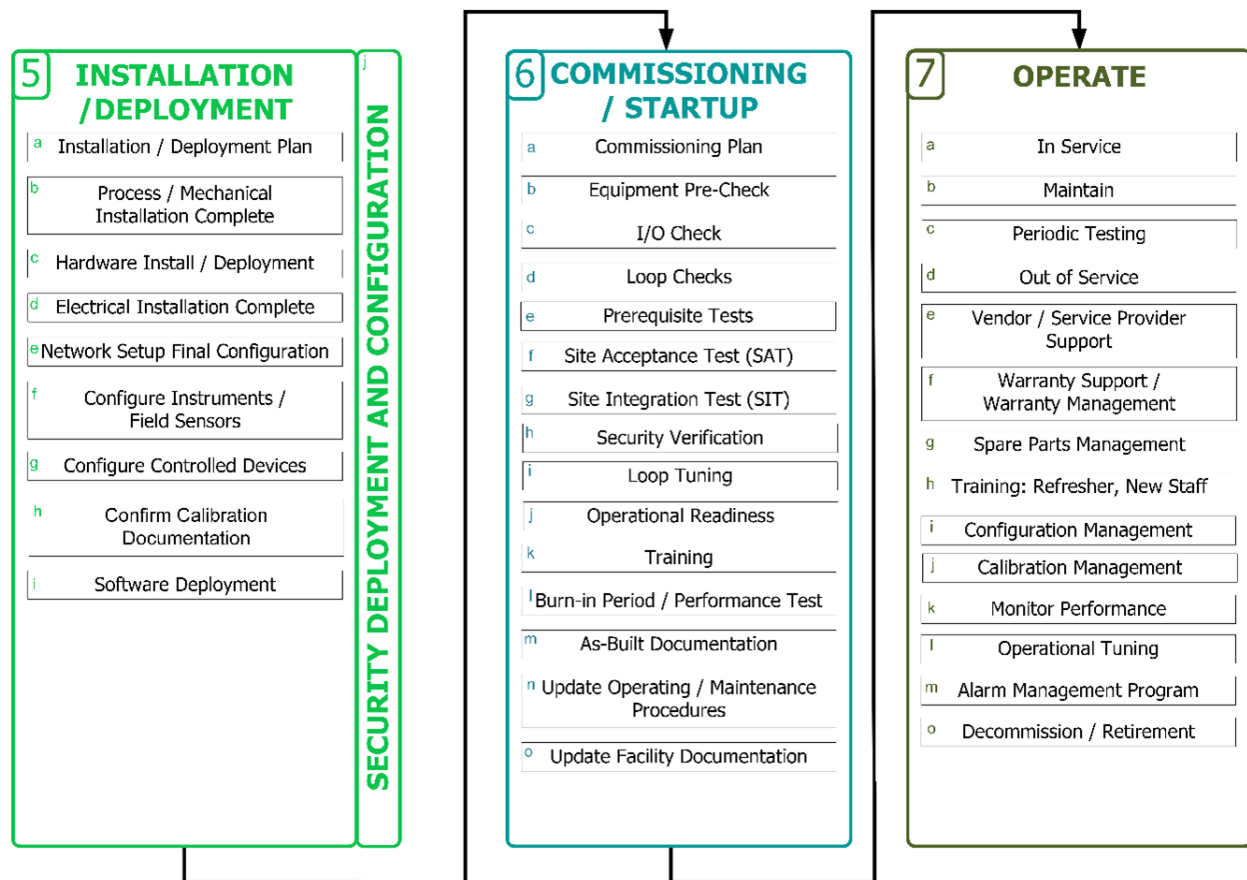 5
INSTALLATION
/DEPLOYMENT
a Installation / Deployment Plan
b Process / Mechanical
Installation Complete
c Hardware Install / Deployment
d Electrical Installation Complete
e Network Setup Final Configuration
f Configure Instruments /
Field Sensors
g Configure Controlled Devices
h Confirm Calibration
Documentation
i Software Deployment
j
SECURITY DEPLOYMENT AND CONFIGURATION
6
COMMISSIONING
/ STARTUP
a Commissioning Plan
b Equipment Pre-Check
c I/O Check
d Loop Checks
e Prerequisite Tests
f Site Acceptance Test (SAT)
g Site Integration Test (SIT)
h Security Verification
i Loop Tuning
j Operational Readiness
k Training
l Burn-in Period / Performance Test
m As-Built Documentation
n Update Operating / Maintenance
Procedures
o Update Facility Documentation
7
OPERATE
a In Service
b Maintain
c Periodic Testing
d Out of Service
e Vendor / Service Provider
Support
f Warranty Support /
Warranty Management
g Spare Parts Management
h Training: Refresher, New Staff
i Configuration Management
j Calibration Management
k Monitor Performance
l Operational Tuning
m Alarm Management Program
o Decommission / Retirement